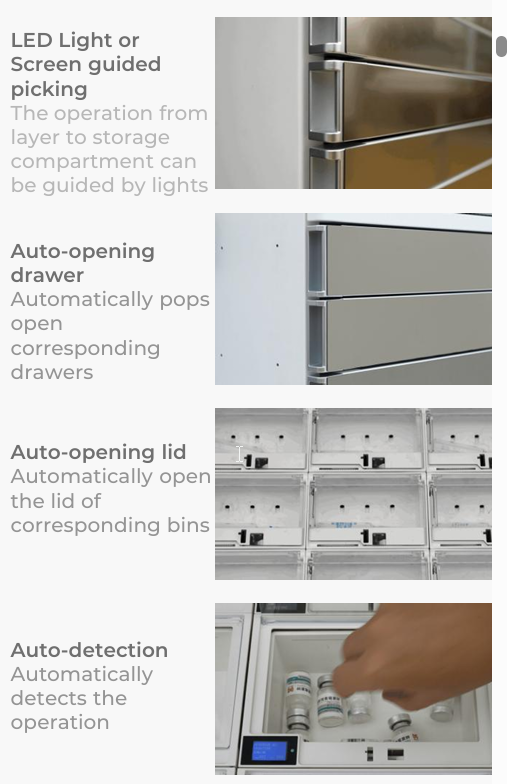 LED Light or
Screen guided
picking
The operation from
layer to storage
compartment can
be guided by lights
Auto-opening
drawer
Automatically pops
open
corresponding
drawers
Auto-opening lid
Automatically open
the lid of
corresponding bins
Auto-detection
Automatically
detects the
operation